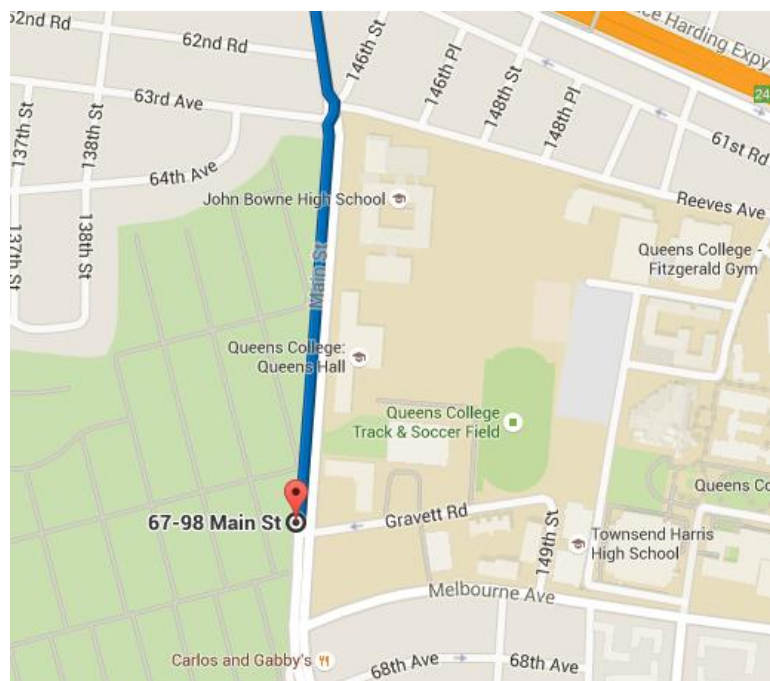 62nd Rd
62nd Rd
ce Harding Expy
24
146th St
146th Pl
148th St
148th Pl
61st Rd
63rd Ave
137th St
138th St
64th Ave
Reeves Ave
John Bowne High School
137th St
138th St
Main St
Queens College -
Fitzgerald Gym
Queens College:
Queens Hall
Queens College
Track & Soccer Field
Queens Co
67-98 Main St
Gravett Rd
149th St
Townsend Harris
High School
Melbourne Ave
Carlos and Gabby's
68th Ave
68th Ave